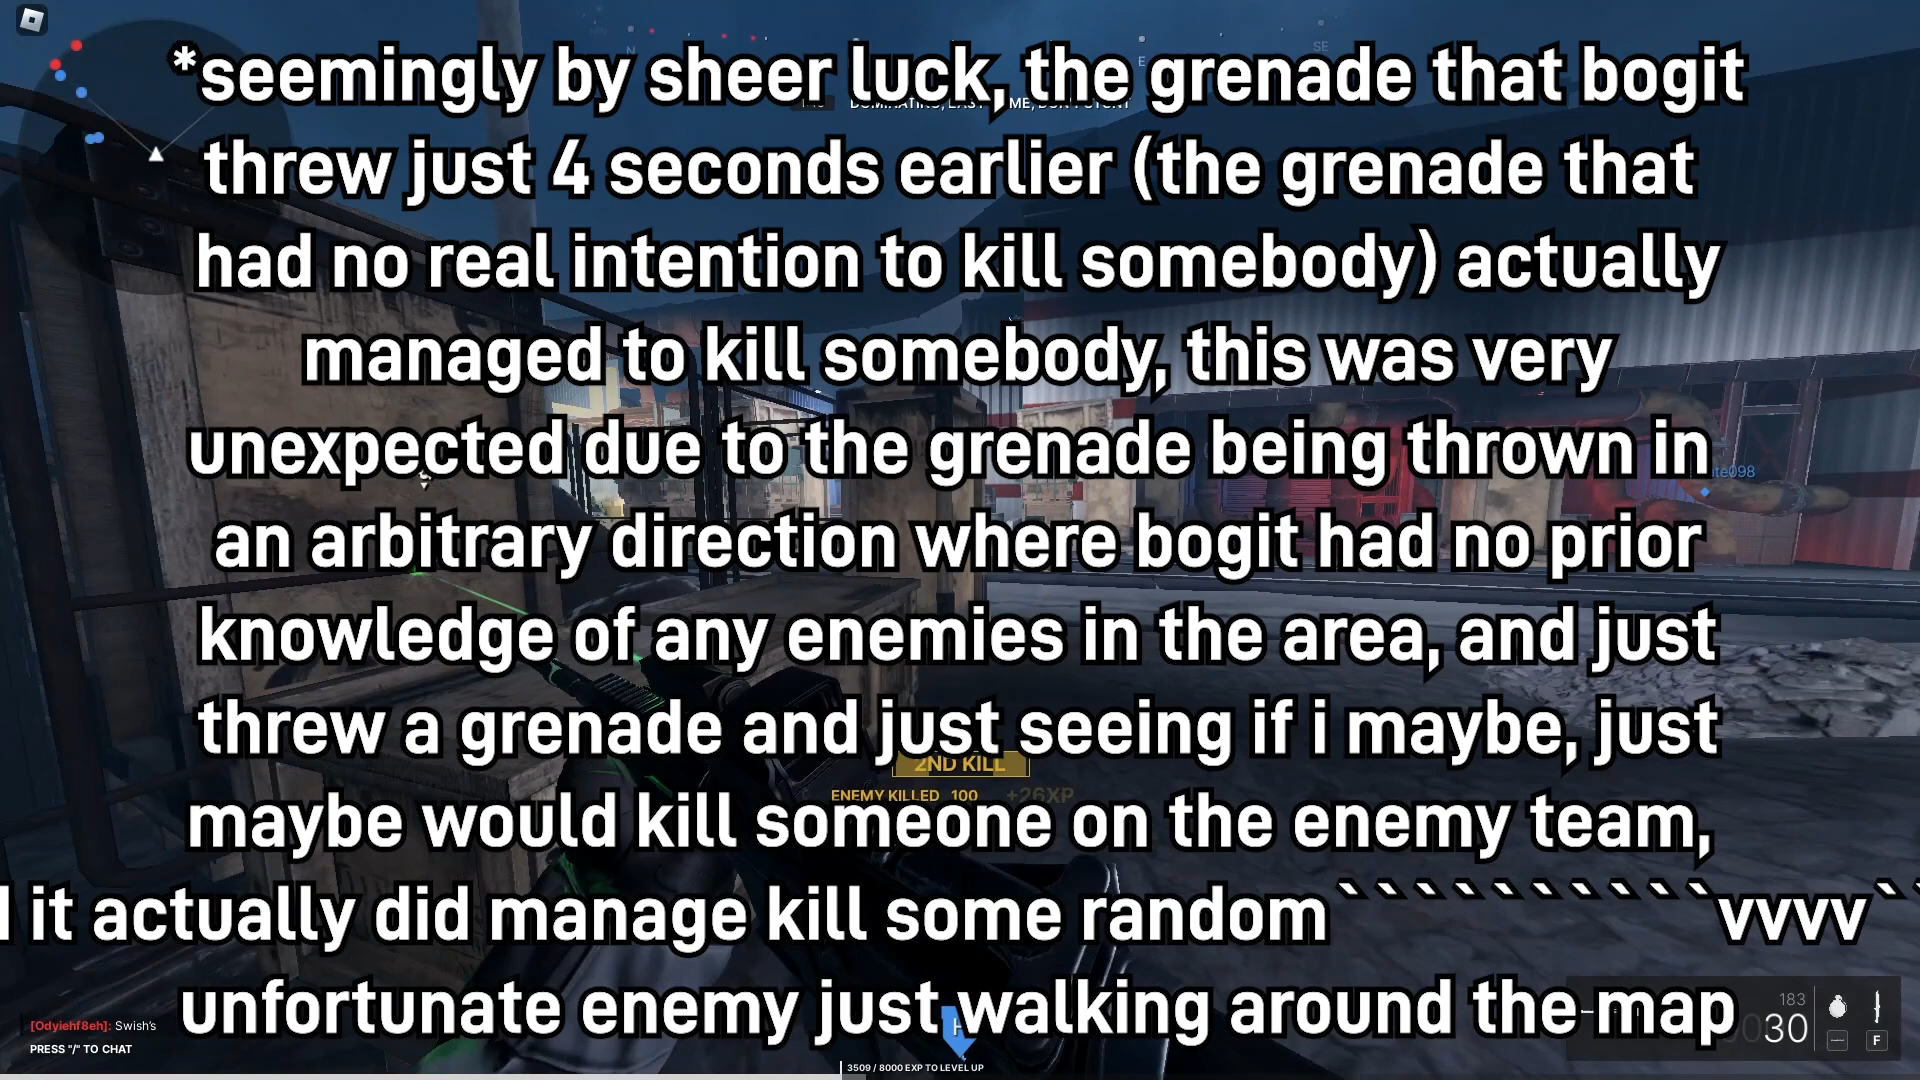 N
SE
E
*seemingly by sheer luck, the grenade that bogit
threw just 4 seconds earlier (the grenade that
had no real intention to kill somebody) actually
managed to kill somebody, this was very
unexpected due to the grenade being thrown in
an arbitrary direction where bogit had no prior
knowledge of any enemies in the area, and just
threw a grenade and just seeing if i maybe, just
2ND KILL
ENEMY KILLED 100 +26XP
maybe would kill someone on the enemy team,
it actually did manage kill some random``````````vvvv``
unfortunate enemy just walking around the map
[Odyiehf8eh]: Swish's
PRESS "/" TO CHAT
H
3509 / 8000 EXP TO LEVEL UP
183
30
F